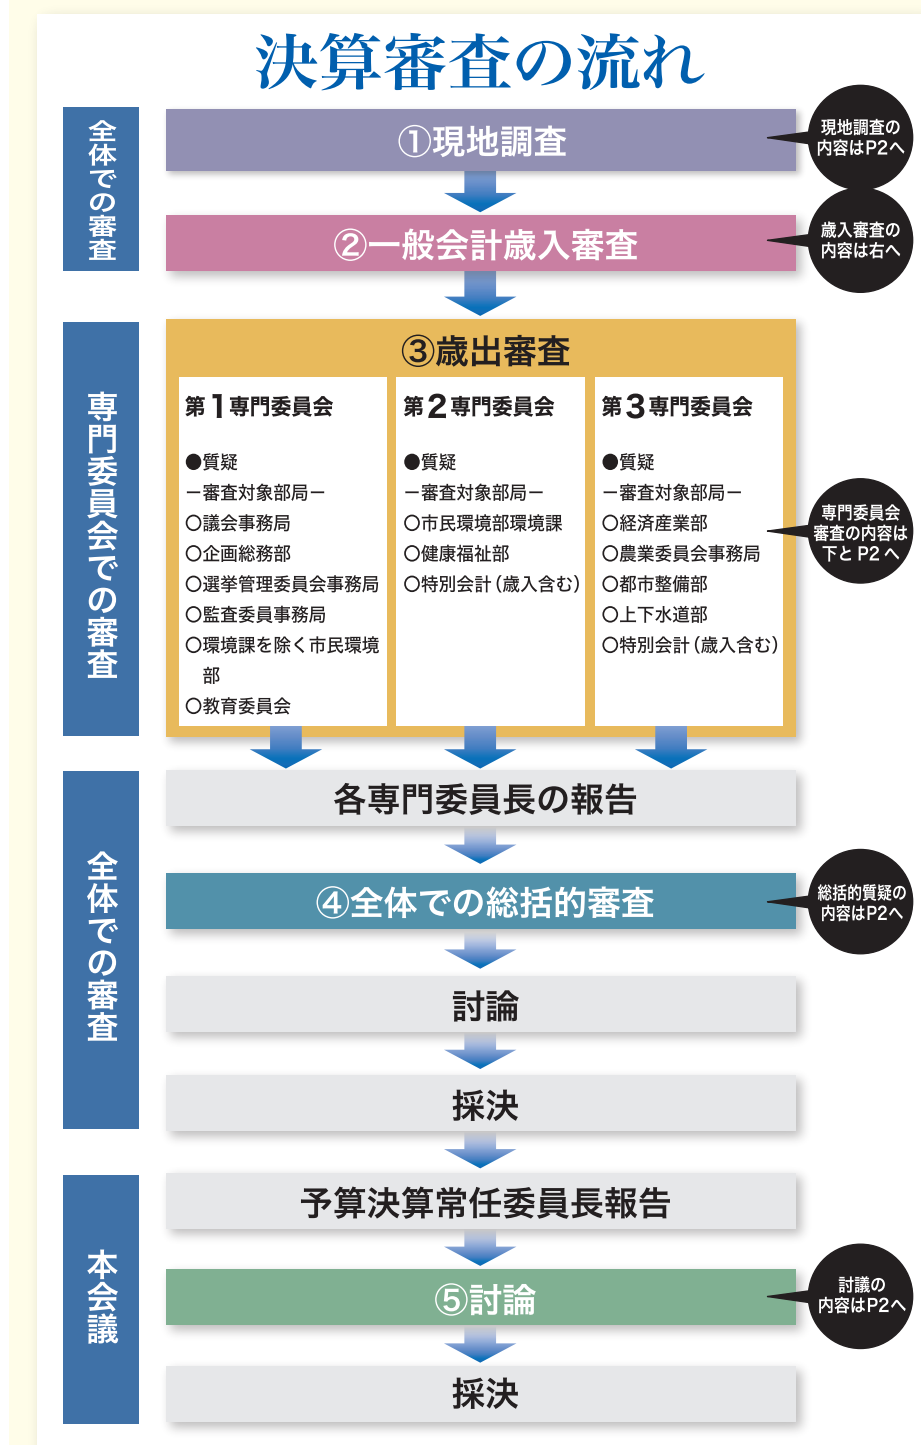 決算審査の流れ
全体での審査
①現地調査
現地調査の
内容はP2へ
②一般会計歳入審査
歳入審査の
内容は右へ
専門委員会での審査
③歳出審査
第1専門委員会
●質疑
ー審査対象部局ー
○議会事務局
○企画総務部
○選挙管理委員会事務局
○監査委員事務局
○環境課を除く市民環境
部
○教育委員会
第2専門委員会
●質疑
ー審査対象部局ー
○市民環境部環境課
○健康福祉部
○特別会計（歳入含む）
第3専門委員会
●質疑
ー審査対象部局ー
○経済産業部
○農業委員会事務局
○都市整備部
○上下水道部
○特別会計（歳入含む）
専門委員会
審査の内容は
下とP2へ
全体での審査
各専門委員長の報告
④全体での総括的審査
総括的質疑の
内容はP2へ
討論
採決
本会議
予算決算常任委員長報告
⑤討論
討議の
内容はP2へ
採決